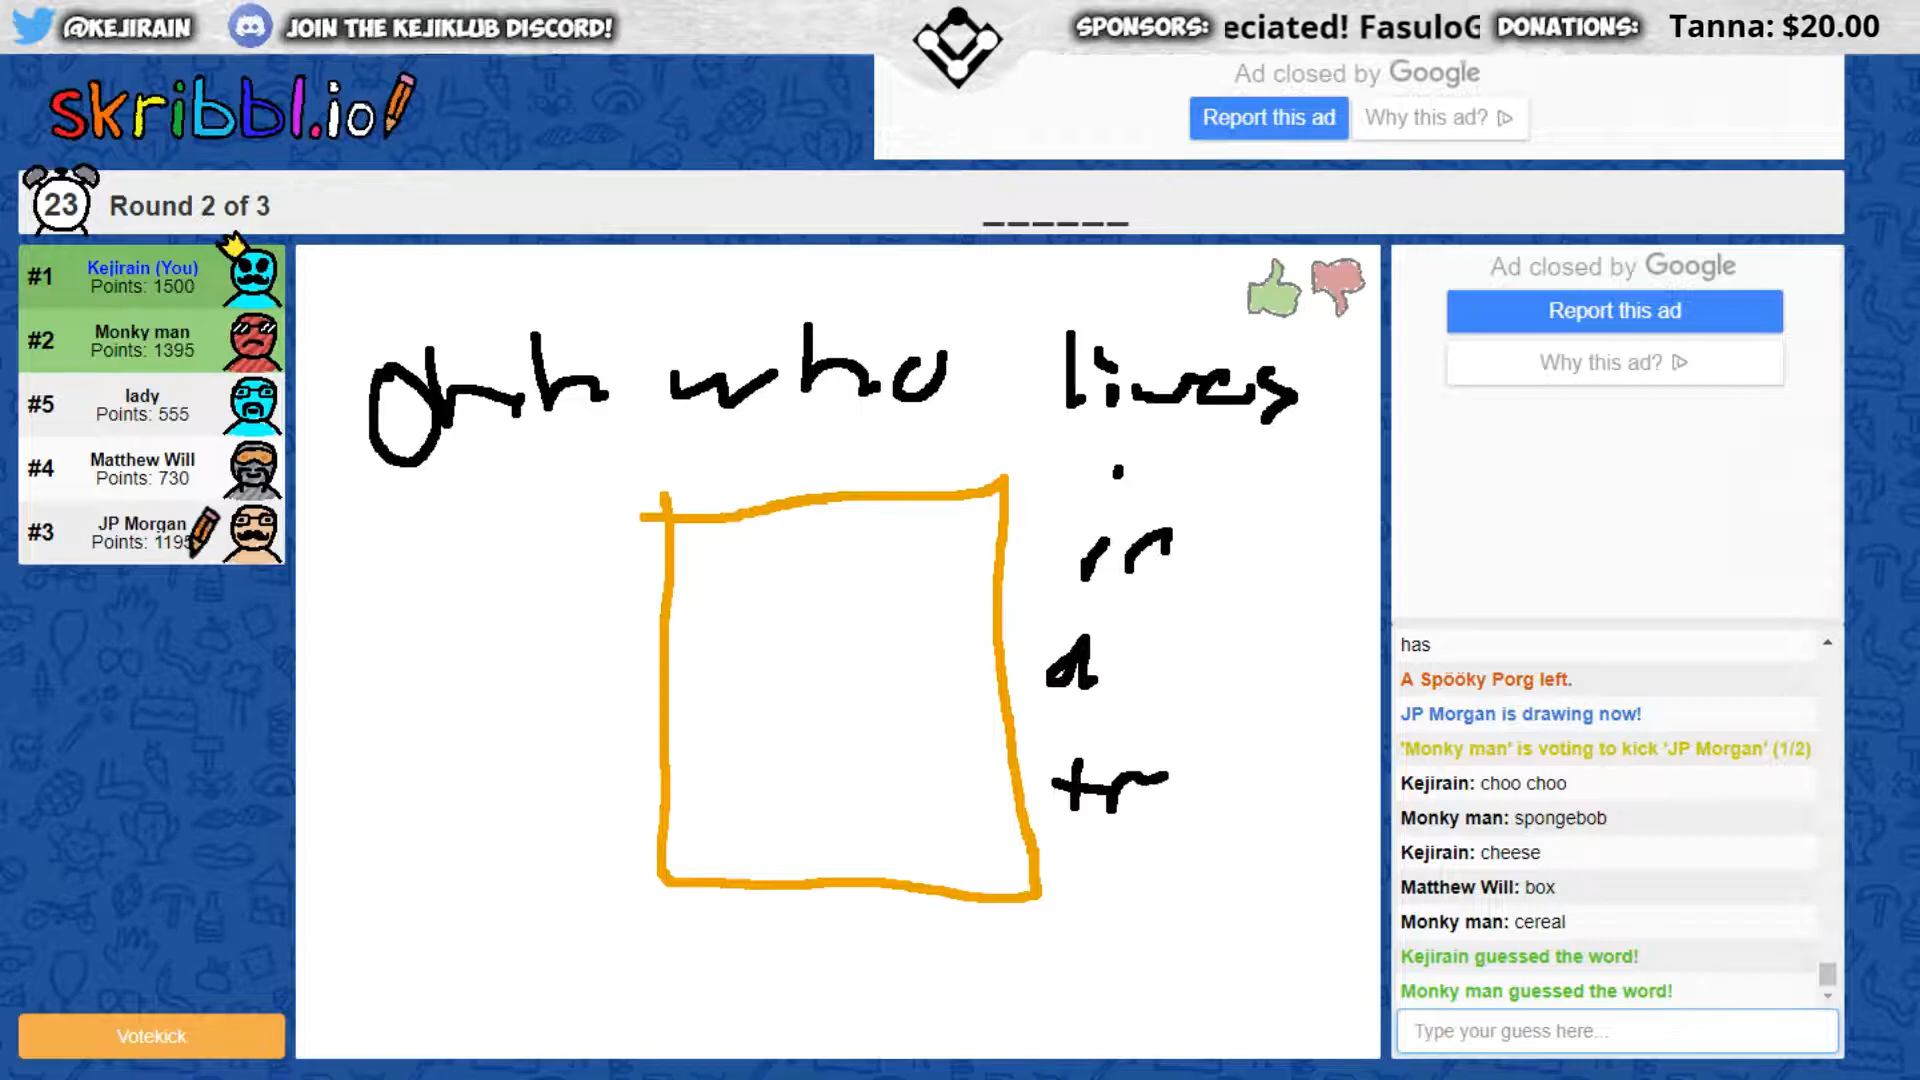 @KEJIRAIN JOIN THE KEJIKLUB DISCORD! SPONSORS: eciated! FasuloG DONATIONS: Tanna: $20.00
skribbl.io
Ad closed by Google
Report this ad Why this ad?
23 Round 2 of 3 ______
#1 Kejirain (You)
Points: 1500
#2 Monky man
Points: 1395
#5 lady
Points: 555
#4 Matthew Will
Points: 730
#3 JP Morgan
Points: 1195
Votekick
ohh who lives
in
a
tr
Ad closed by Google
Report this ad
Why this ad?
has
A Spööky Porg left.
JP Morgan is drawing now!
'Monky man' is voting to kick 'JP Morgan' (1/2)
Kejirain: choo choo
Monky man: spongebob
Kejirain: cheese
Matthew Will: box
Monky man: cereal
Kejirain guessed the word!
Monky man guessed the word!
Type your guess here...